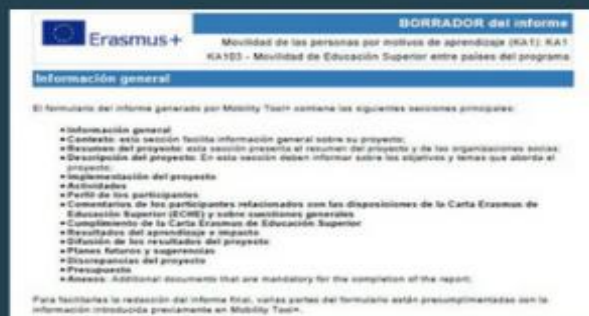 Erasmus+
BORRADOR del informe
Movilidad de las personas por motivos de aprendizaje (KA1): KA1
KA103 - Movilidad de Educación Superior entre países del programa
Información general
El formulario del informe generado por Mobility Tool+ contiene las siguientes secciones principales:
•Información general
•Contexto: esta sección facilita información general sobre su proyecto;
•Resumen del proyecto: esta sección presenta el resumen del proyecto y de las organizaciones socias;
•Descripción del proyecto: En esta sección deben informar sobre los objetivos y temas que aborda el
proyecto;
•Implementación del proyecto
•Actividades
•Perfil de los participantes
•Comentarios de los participantes relacionados con las disposiciones de la Carta Erasmus de
Educación Superior (ECHE) y sobre cuestiones generales
•Cumplimiento de la Carta Erasmus de Educación Superior
•Resultados del aprendizaje e impacto
•Difusión de los resultados del proyecto
•Planes futuros y sugerencias
•Discrepancias del proyecto
•Presupuesto
•Anexos: Additional documents that are mandatory for the completion of the report;
Para facilitarles la redacción del informe final, varias partes del formulario están precumplimentadas con la
información introducida previamente en Mobility Tool+.